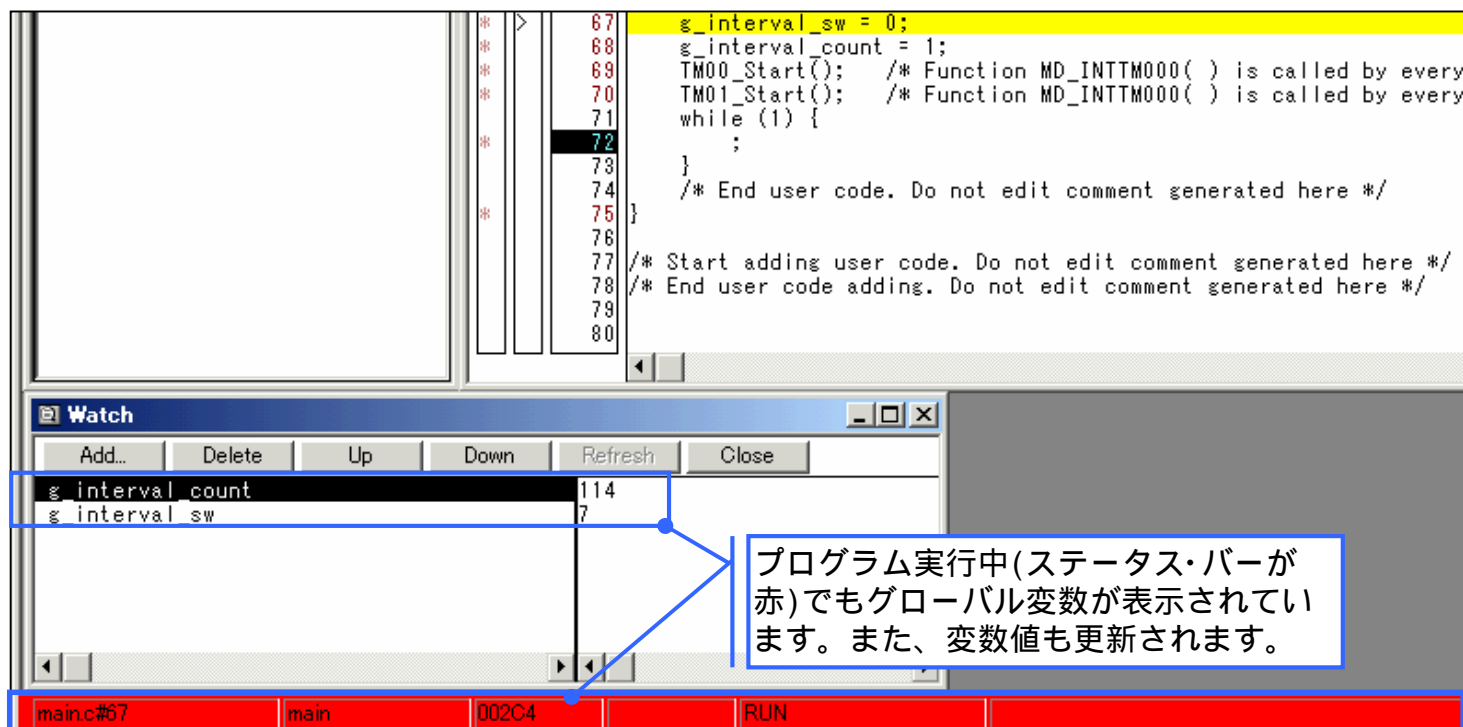 * > 67 g_interval_sw = 0;
* 68 g_interval_count = 1;
* 69 TM00_Start(); /* Function MD_INTTM000( ) is called by every
* 70 TM01_Start(); /* Function MD_INTTM000( ) is called by every
71 while (1) {
* 72 ;
73 }
74 /* End user code. Do not edit comment generated here */
* 75 }
76
77 /* Start adding user code. Do not edit comment generated here */
78 /* End user code adding. Do not edit comment generated here */
79
80
Watch
Add... Delete Up Down Refresh Close
g_interval_count 114
g_interval_sw 7
プログラム実行中(ステータス・バーが
赤)でもグローバル変数が表示されてい
ます。また、変数値も更新されます。
main.c#67 main 002C4 RUN